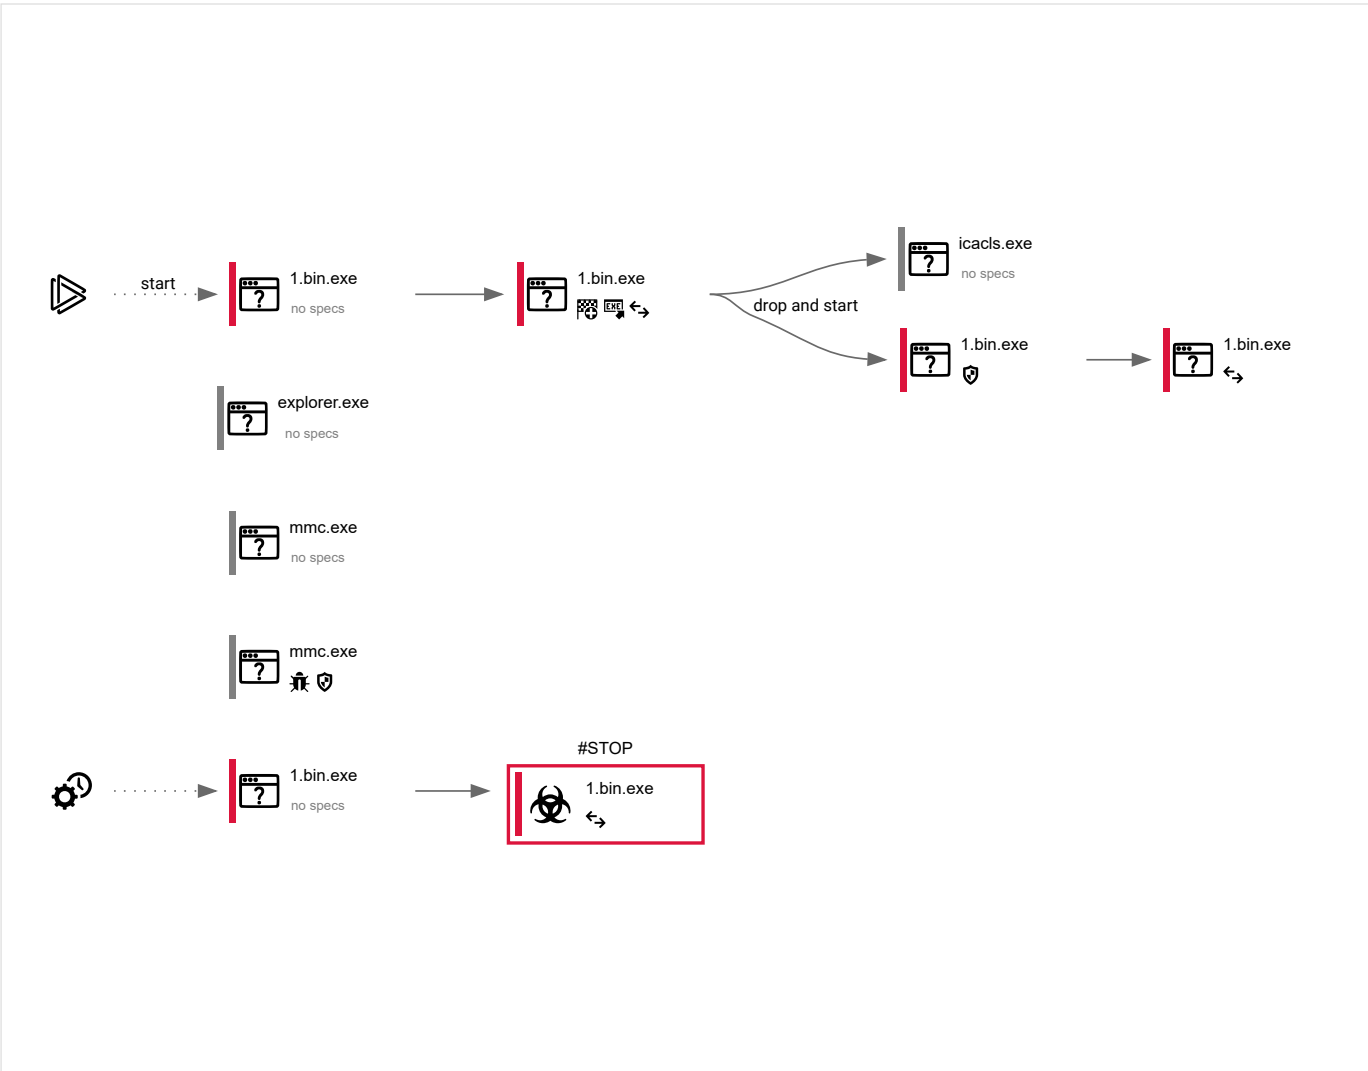 start
1.bin.exe
no specs
1.bin.exe
EXE
drop and start
icacls.exe
no specs
1.bin.exe
1.bin.exe
explorer.exe
no specs
mmc.exe
no specs
mmc.exe
1.bin.exe
no specs
#STOP
1.bin.exe